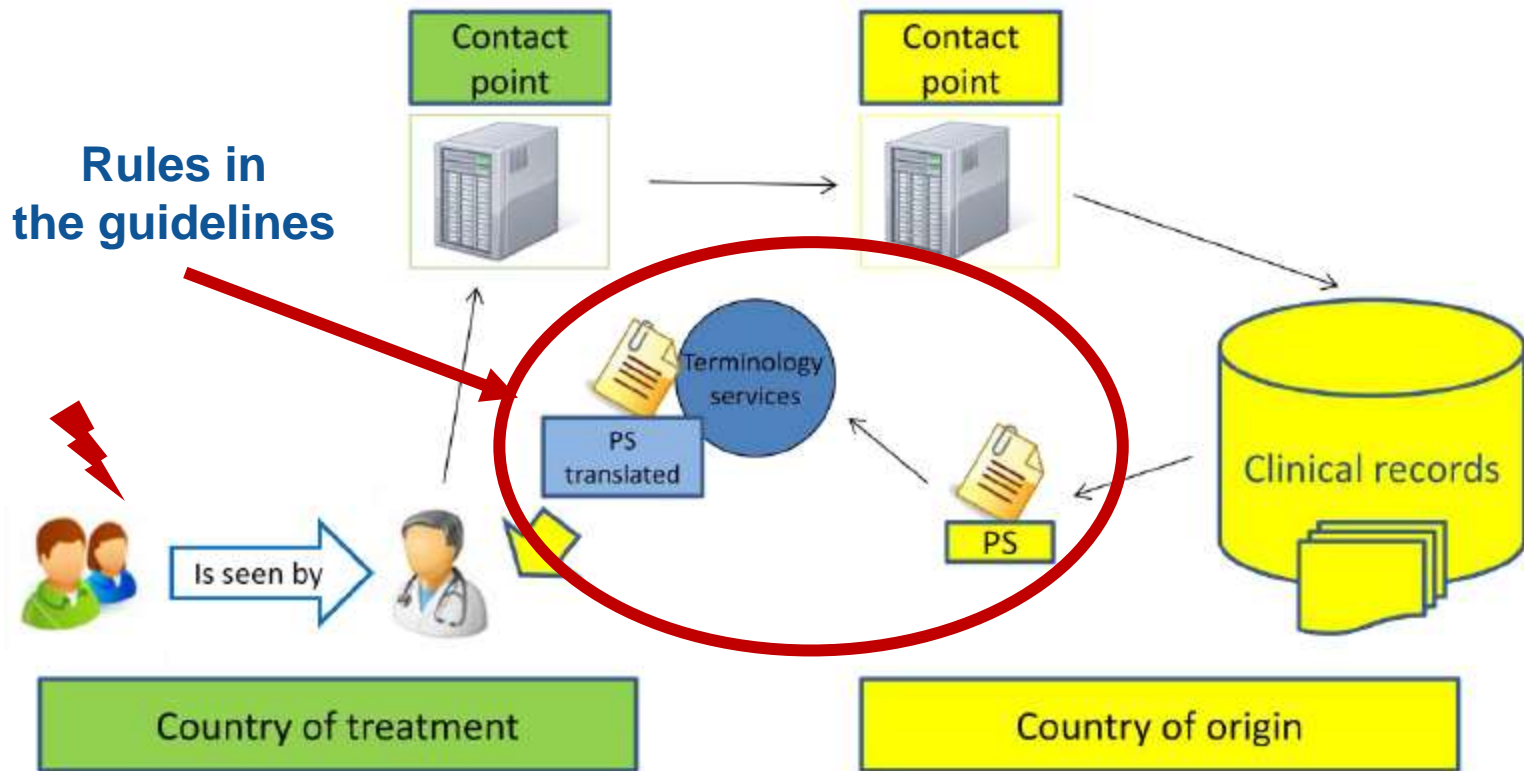 Contact
point
Contact
point
Rules in
the guidelines
Terminology
services
PS
translated
PS
Clinical records
Is seen by
Country of treatment
Country of origin